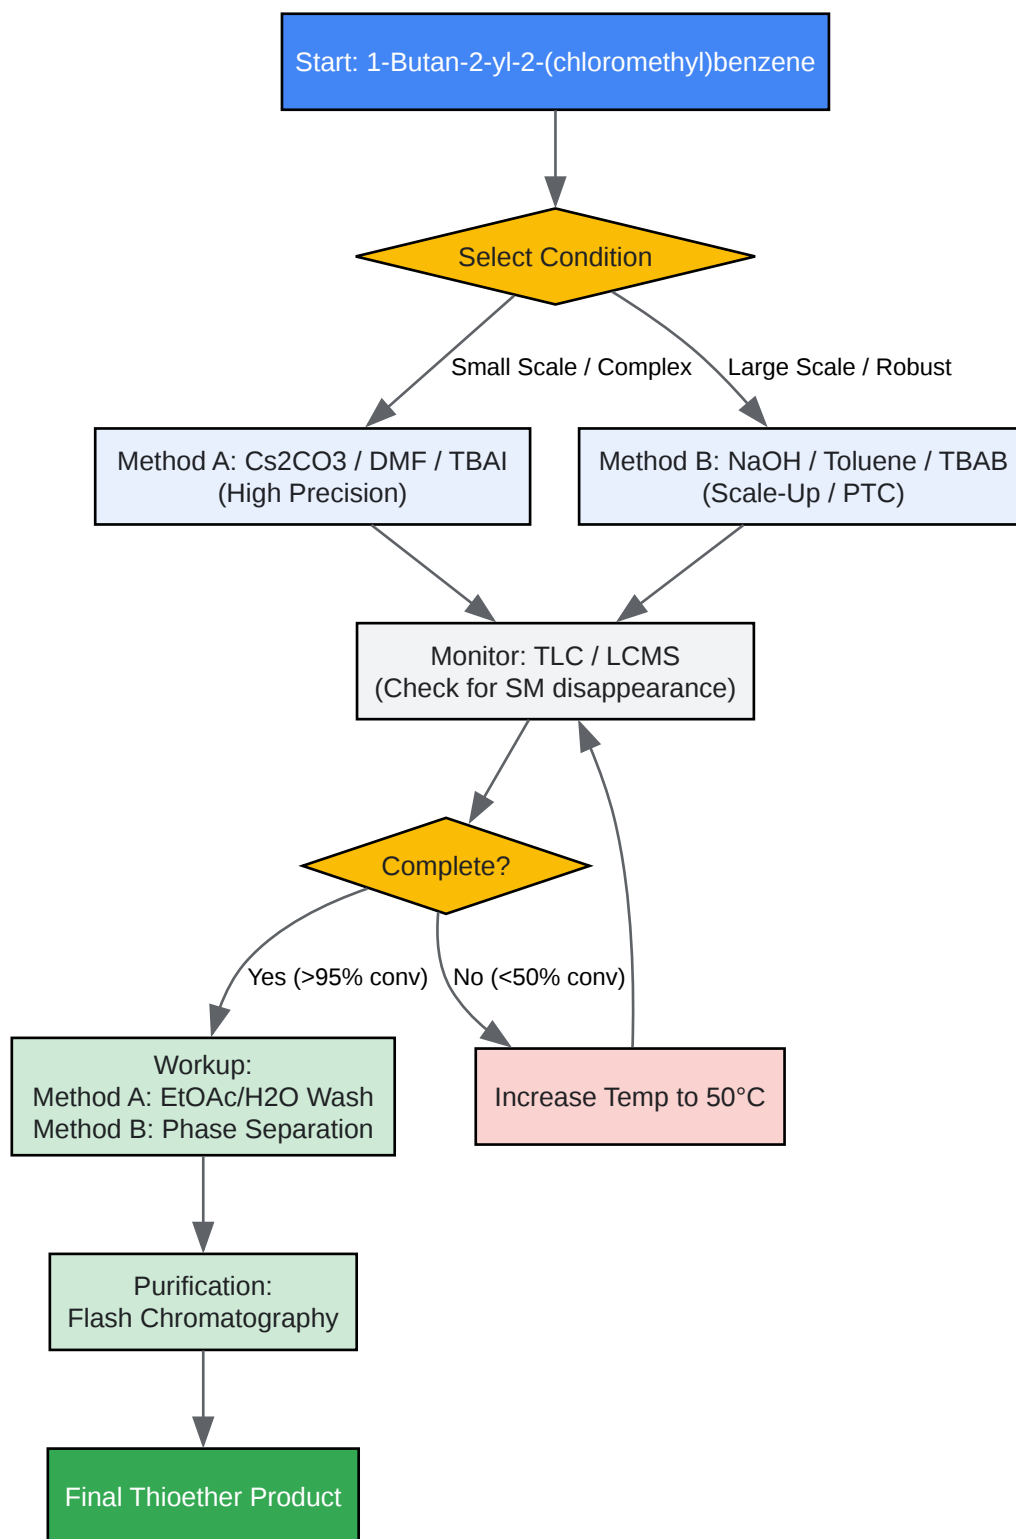 Start: 1-Butan-2-yl-2-(chloromethyl)benzene
Select Condition
Small Scale / Complex
Large Scale / Robust
Method A: Cs2CO3 / DMF / TBAI
(High Precision)
Method B: NaOH / Toluene / TBAB
(Scale-Up / PTC)
Monitor: TLC / LCMS
(Check for SM disappearance)
Complete?
Yes (>95% conv)
No (<50% conv)
Workup:
Method A: EtOAc/H2O Wash
Method B: Phase Separation
Increase Temp to 50°C
Purification:
Flash Chromatography
Final Thioether Product